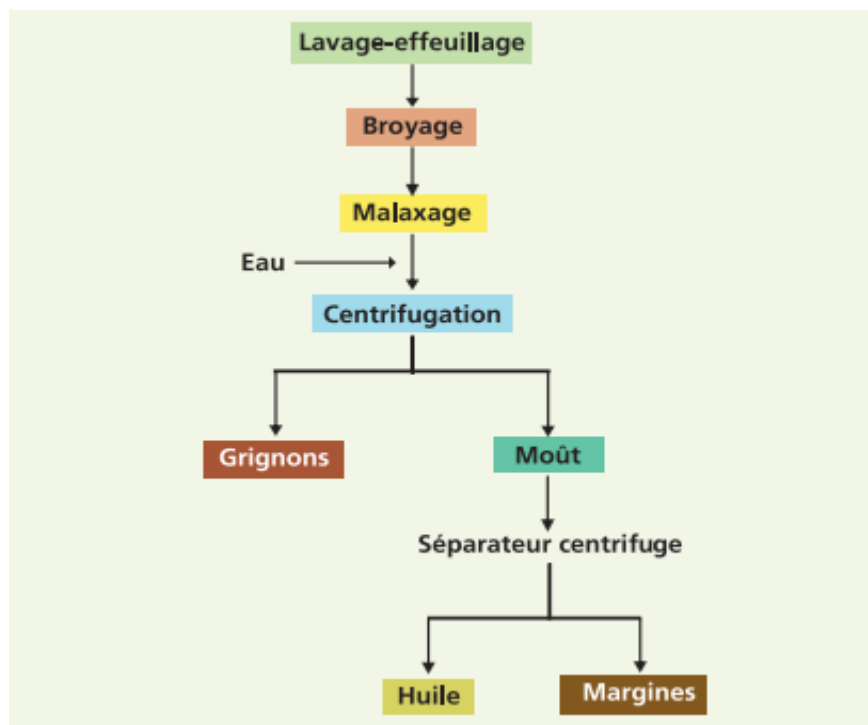 Lavage-effeuillage
Broyage
Malaxage
Eau
Centrifugation
Grignons
Moût
Séparateur centrifuge
Huile
Margines